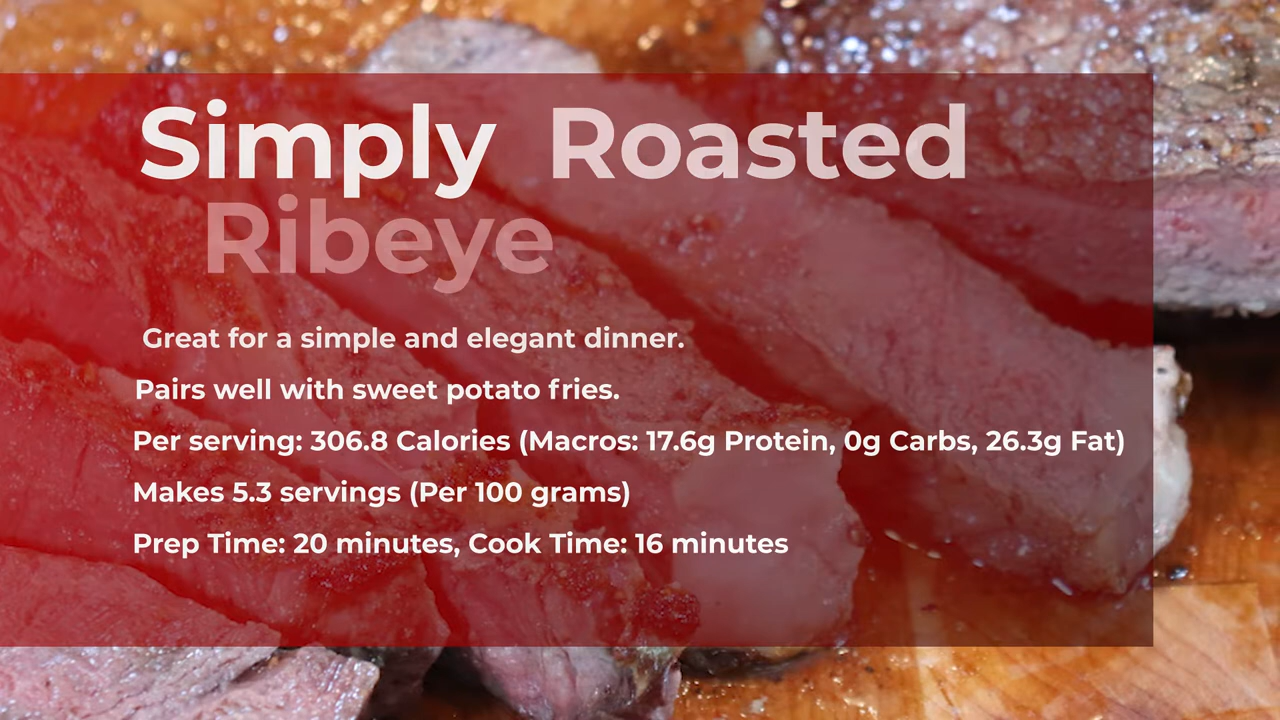 Simply Roasted
Ribeye
Great for a simple and elegant dinner.
Pairs well with sweet potato fries.
Per serving: 306.8 Calories (Macros: 17.6g Protein, 0g Carbs, 26.3g Fat)
Makes 5.3 servings (Per 100 grams)
Prep Time: 20 minutes, Cook Time: 16 minutes